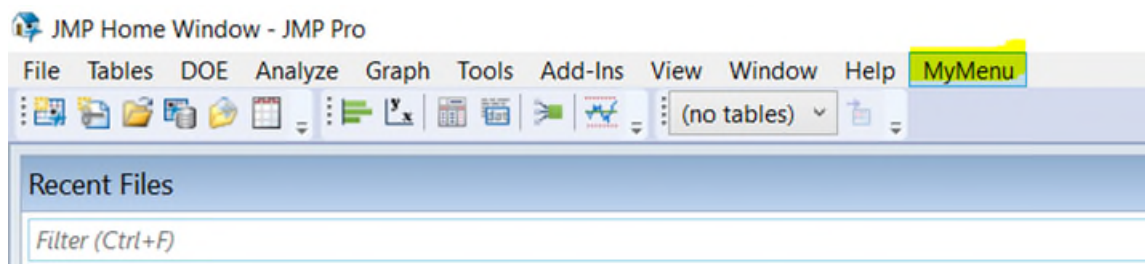 JMP Home Window - JMP Pro
File Tables DOE Analyze Graph Tools Add-Ins View Window Help MyMenu
(no tables)
Recent Files
Filter (Ctrl+F)